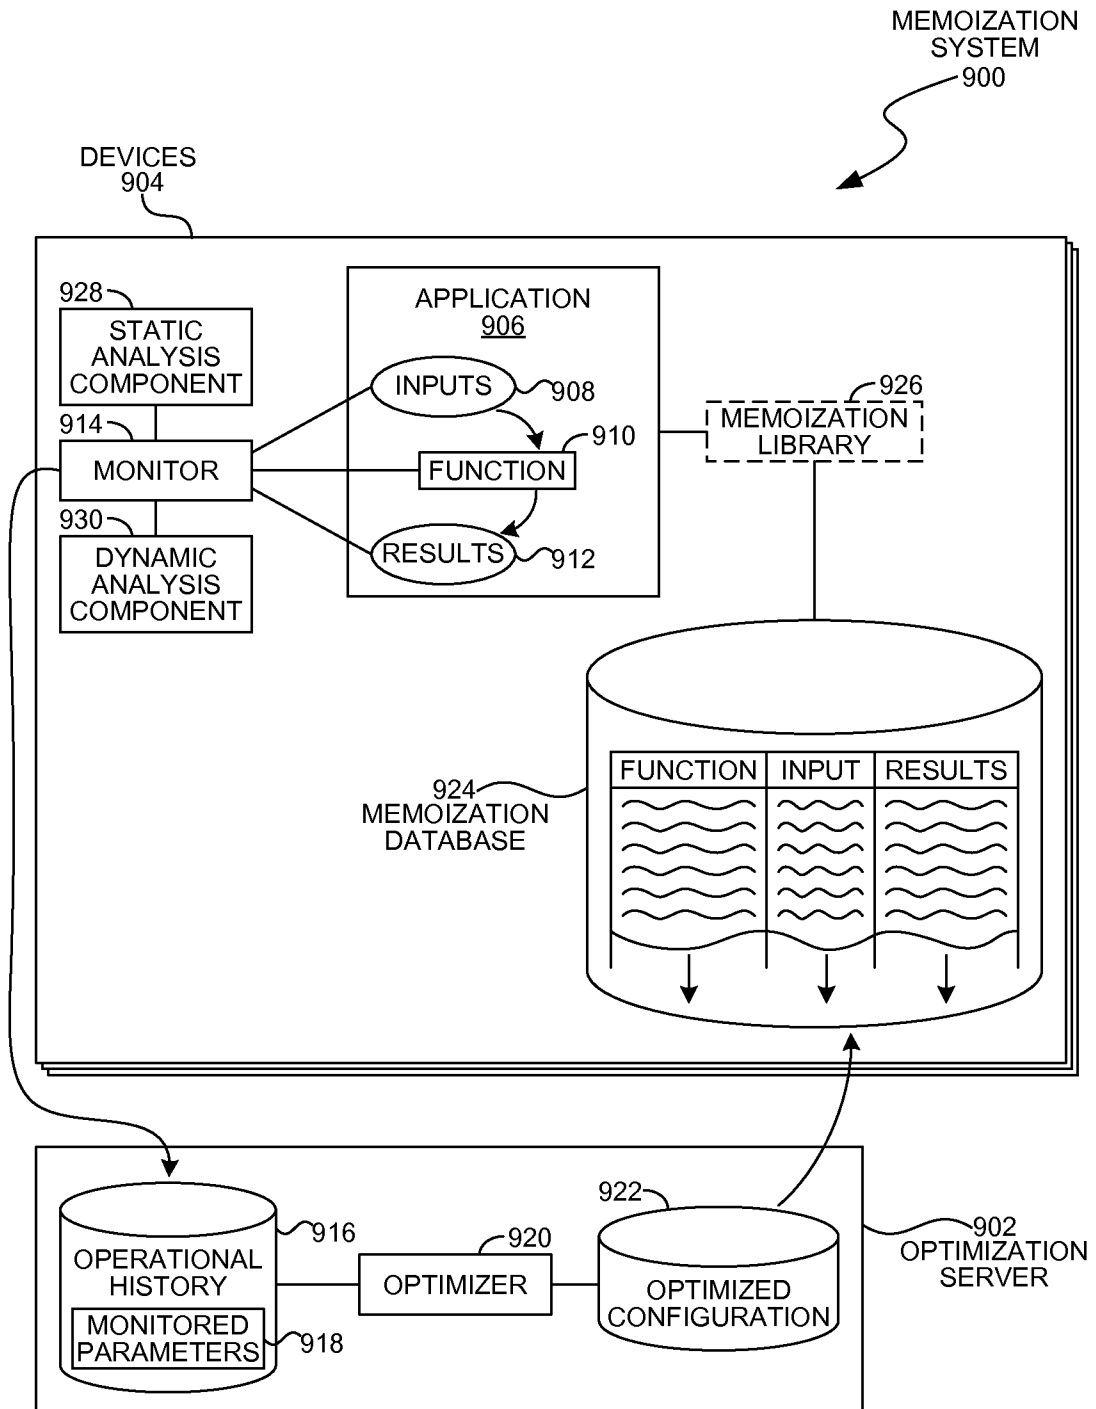 MEMOIZATION
SYSTEM
900
DEVICES
904
928
STATIC
ANALYSIS
COMPONENT
914
MONITOR
930
DYNAMIC
ANALYSIS
COMPONENT
APPLICATION
906
INPUTS
908
910
FUNCTION
RESULTS
912
926
MEMOIZATION
LIBRARY
924
MEMOIZATION
DATABASE
FUNCTION INPUT RESULTS
916
OPERATIONAL
HISTORY
MONITORED
PARAMETERS
918
920
OPTIMIZER
922
OPTIMIZED
CONFIGURATION
902
OPTIMIZATION
SERVER